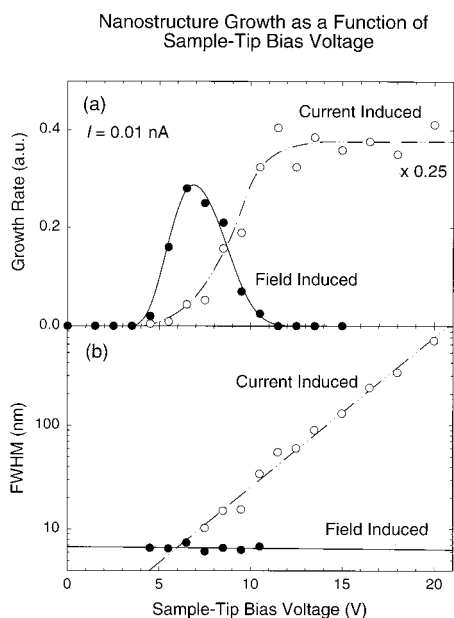 Nanostructure Growth as a Function of
Sample-Tip Bias Voltage
(a)
Current Induced
I = 0.01 nA
x 0.25
Field Induced
Growth Rate (a.u.)
0.4
0.2
0.0
(b)
Current Induced
Field Induced
FWHM (nm)
100
10
0 5 10 15 20
Sample-Tip Bias Voltage (V)